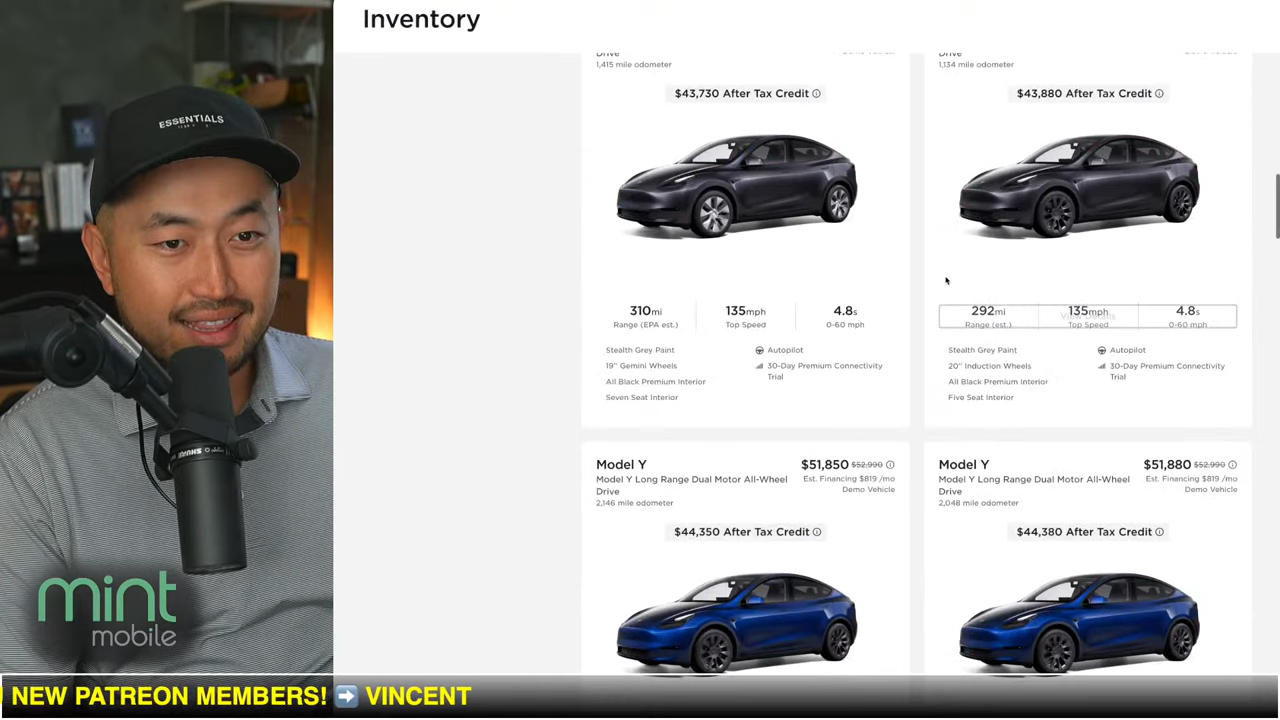 Inventory
Drive
1,415 mile odometer
$43,730 After Tax Credit
310mi
Range (EPA est.)
135mph
Top Speed
4.8s
0-60 mph
Stealth Grey Paint
19" Gemini Wheels
All Black Premium Interior
Seven Seat Interior
Autopilot
30-Day Premium Connectivity
Trial
Drive
1,134 mile odometer
$43,880 After Tax Credit
292mi
Range (est.)
135mph
Top Speed
View Details
4.8s
0-60 mph
Stealth Grey Paint
20" Induction Wheels
All Black Premium Interior
Five Seat Interior
Autopilot
30-Day Premium Connectivity
Trial
Model Y
$51,850 $52,990
Model Y Long Range Dual Motor All-Wheel
Drive
Est. Financing $819 /mo
Demo Vehicle
2,146 mile odometer
$44,350 After Tax Credit
Model Y
$51,880 $52,990
Model Y Long Range Dual Motor All-Wheel
Drive
Est. Financing $819 /mo
Demo Vehicle
2,048 mile odometer
$44,380 After Tax Credit
ESSENTIALS
SHURE
mint
mobile
NEW PATREON MEMBERS! ➡️ VINCENT